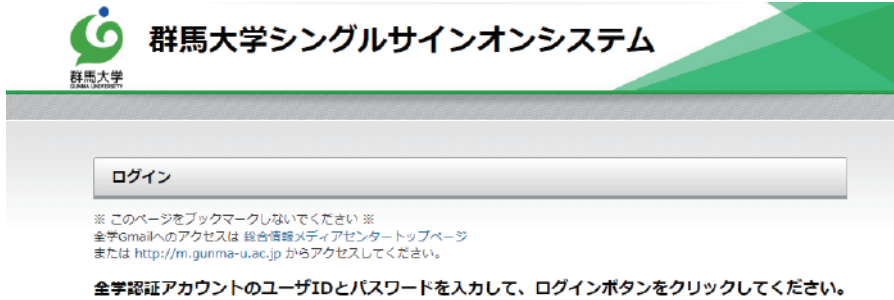 群馬大学シングルサインオンシステム
群馬大学
GUNMA UNIVERSITY
ログイン
※ このページをブックマークしないでください ※
全学Gmailへのアクセスは 総合情報メディアセンタートップページ
または http://m.gunma-u.ac.jp からアクセスしてください。
全学認証アカウントのユーザIDとパスワードを入力して、ログインボタンをクリックしてください。